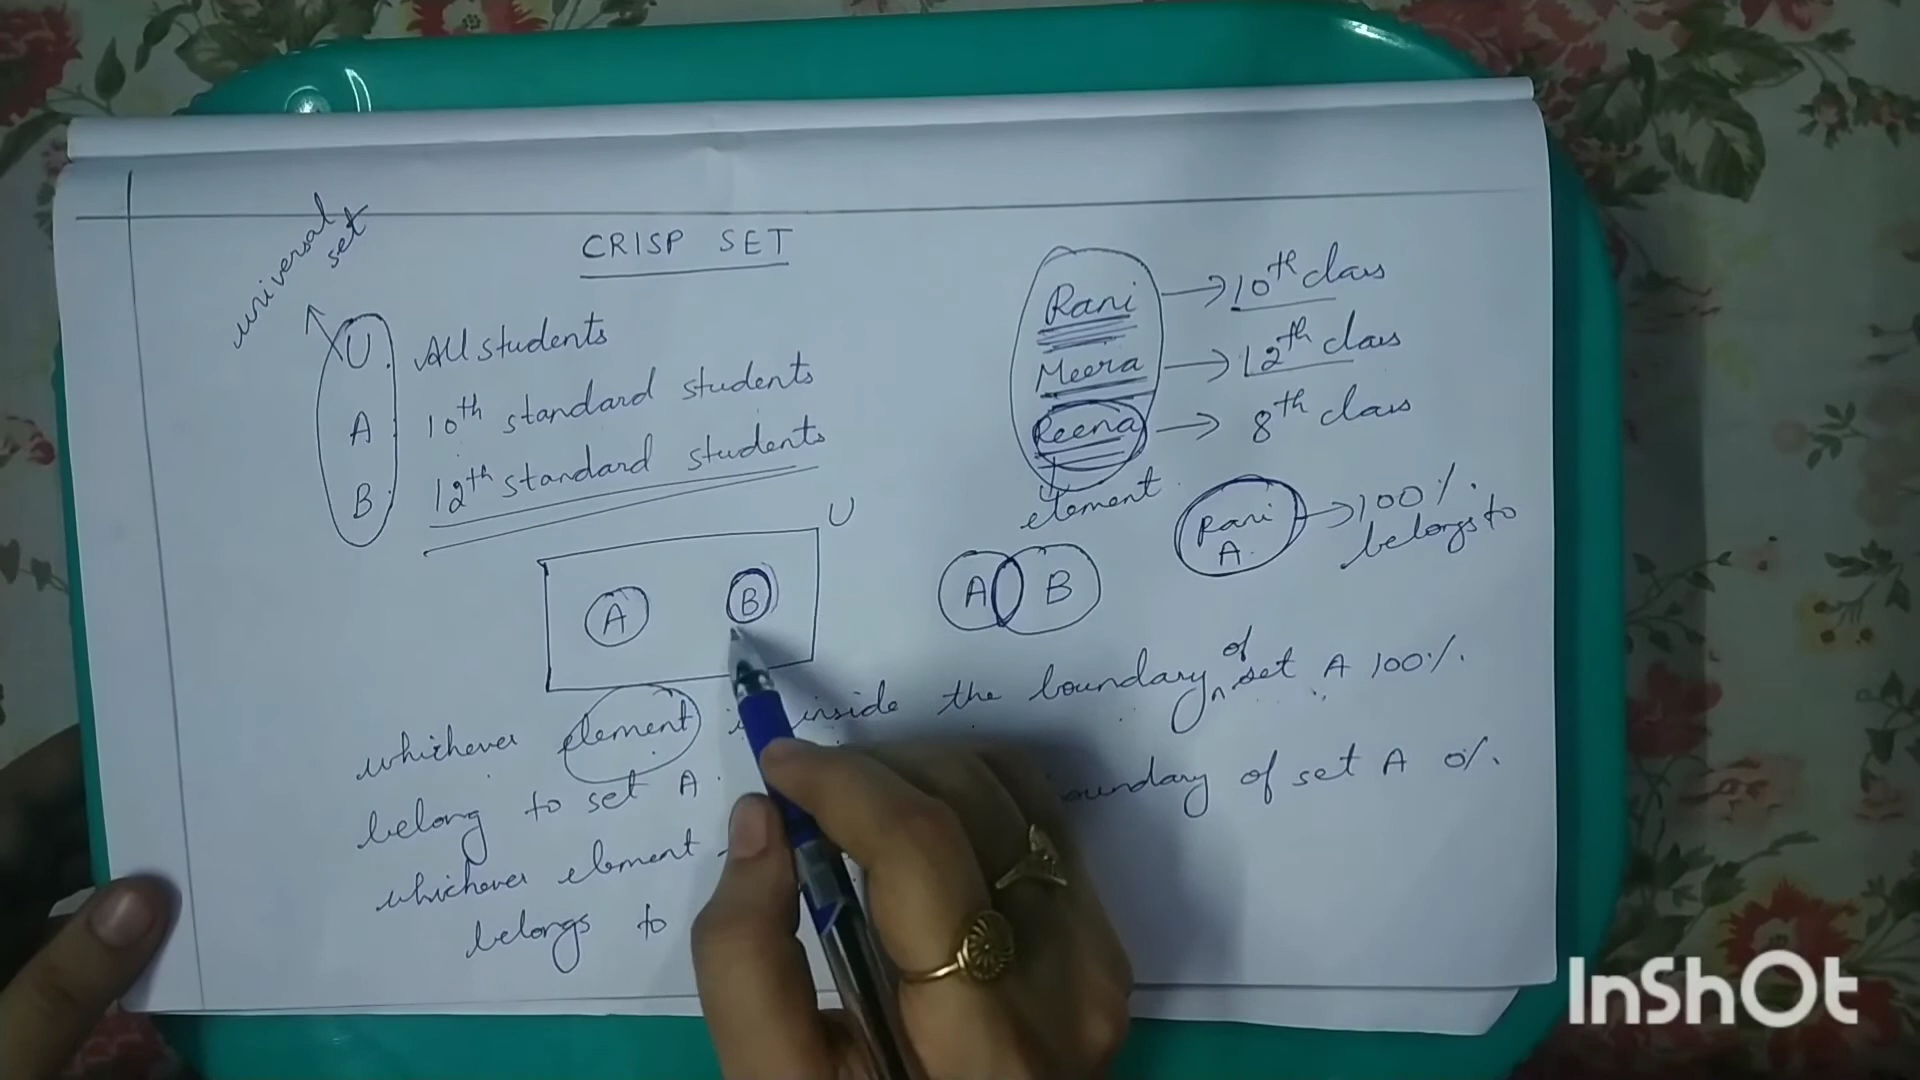 universal
set
CRISP SET
U. All students
A 10th standard students
B. 12th standard students
Rani → 10th class
Meera → 12th class
Reena → 8th class
element
Rani → 100%.
A. belongs to
U
A B
A B
whichever element inside the boundary of set A 100%.
belong to set A.
whichever element boundary of set A 0%.
belongs to
InShOt